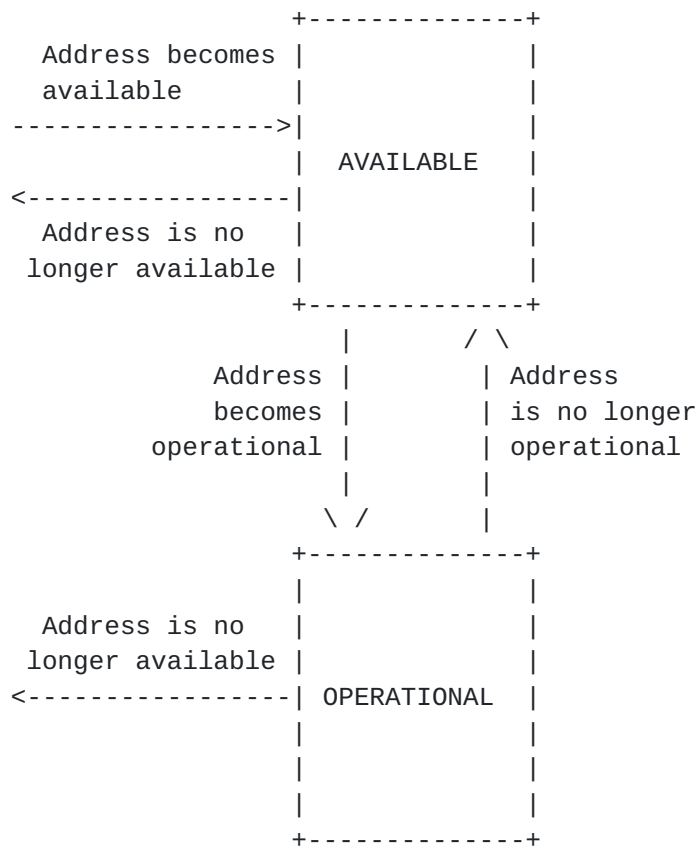 Address becomes
available
AVAILABLE
Address is no
longer available
Address
becomes
operational
Address
is no longer
operational
Address is no
longer available
OPERATIONAL